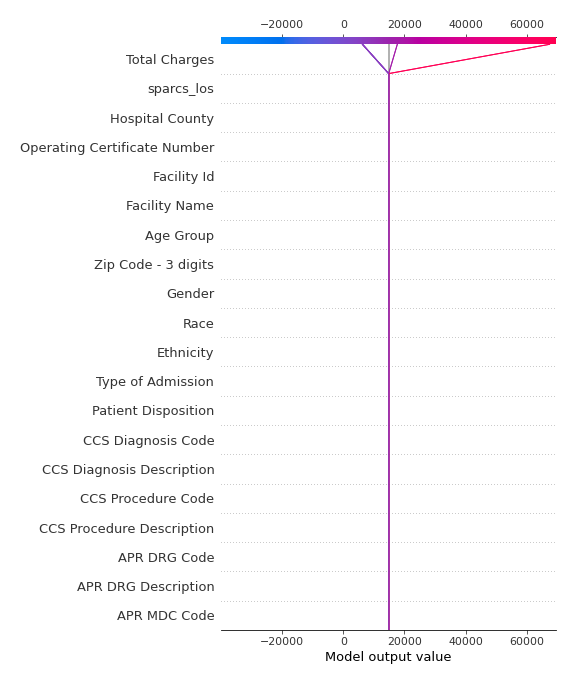 −20000 0 20000 40000 60000
Total Charges
sparcs_los
Hospital County
Operating Certificate Number
Facility Id
Facility Name
Age Group
Zip Code - 3 digits
Gender
Race
Ethnicity
Type of Admission
Patient Disposition
CCS Diagnosis Code
CCS Diagnosis Description
CCS Procedure Code
CCS Procedure Description
APR DRG Code
APR DRG Description
APR MDC Code
−20000 0 20000 40000 60000
Model output value